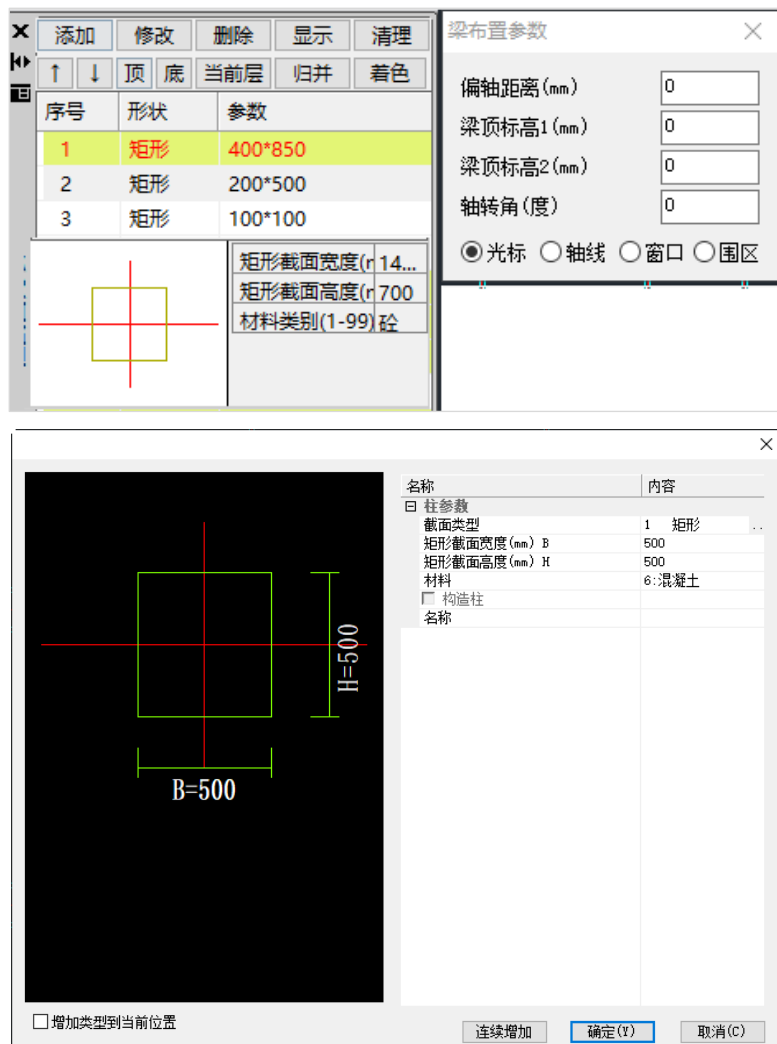 添加 修改 删除 显示 清理
↑ ↓ 顶 底 当前层 归并 着色
序号 形状 参数
1 矩形 400*850
2 矩形 200*500
3 矩形 100*100
矩形截面宽度(r 14...
矩形截面高度(r 700
材料类别(1-99) 砼
梁布置参数
偏轴距离(mm) 0
梁顶标高1(mm) 0
梁顶标高2(mm) 0
轴转角(度) 0
光标 轴线 窗口 围区
H=500
B=500
名称 内容
柱参数
截面类型 1 矩形 ..
矩形截面宽度(mm) B 500
矩形截面高度(mm) H 500
材料 6:混凝土
构造柱
名称
增加类型到当前位置
连续增加 确定(Y) 取消(C)